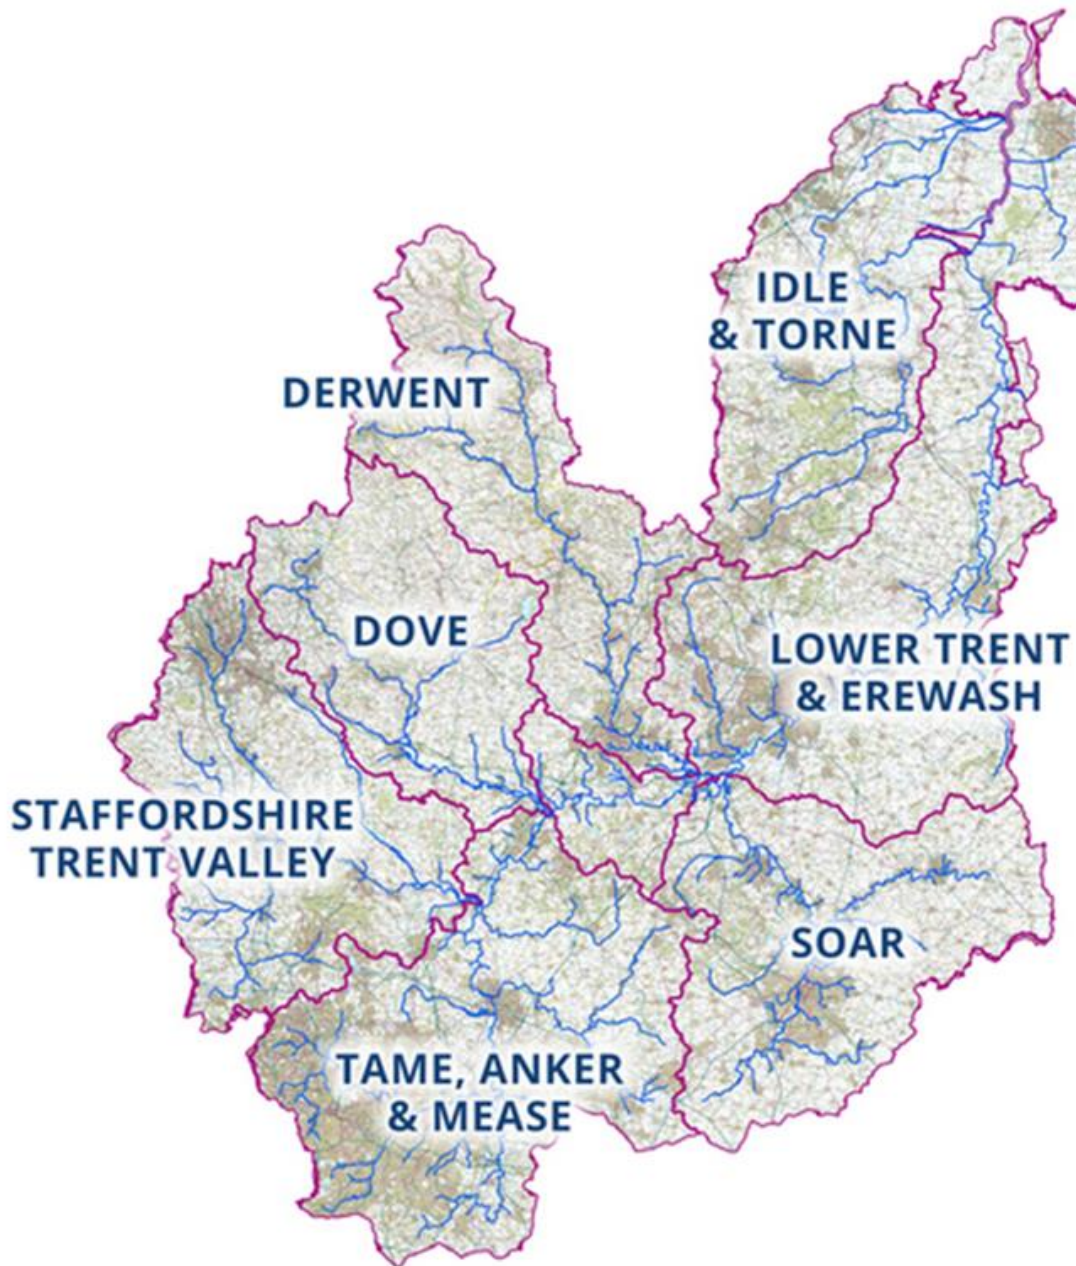 IDLE
& TORNE
DERWENT
DOVE
LOWER TRENT
& EREWASH
STAFFORDSHIRE
TRENT VALLEY
SOAR
TAME, ANKER
& MEASE